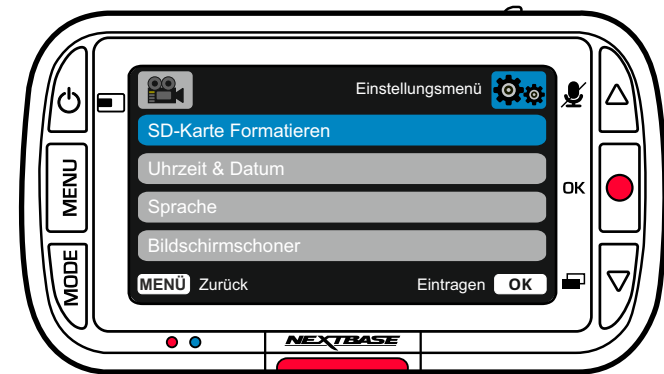 Einstellungsmenü
SD-Karte Formatieren
Uhrzeit & Datum
Sprache
Bildschirmschoner
MENÜ Zurück Eintragen OK
MENU
MODE
OK
NEXTBASE